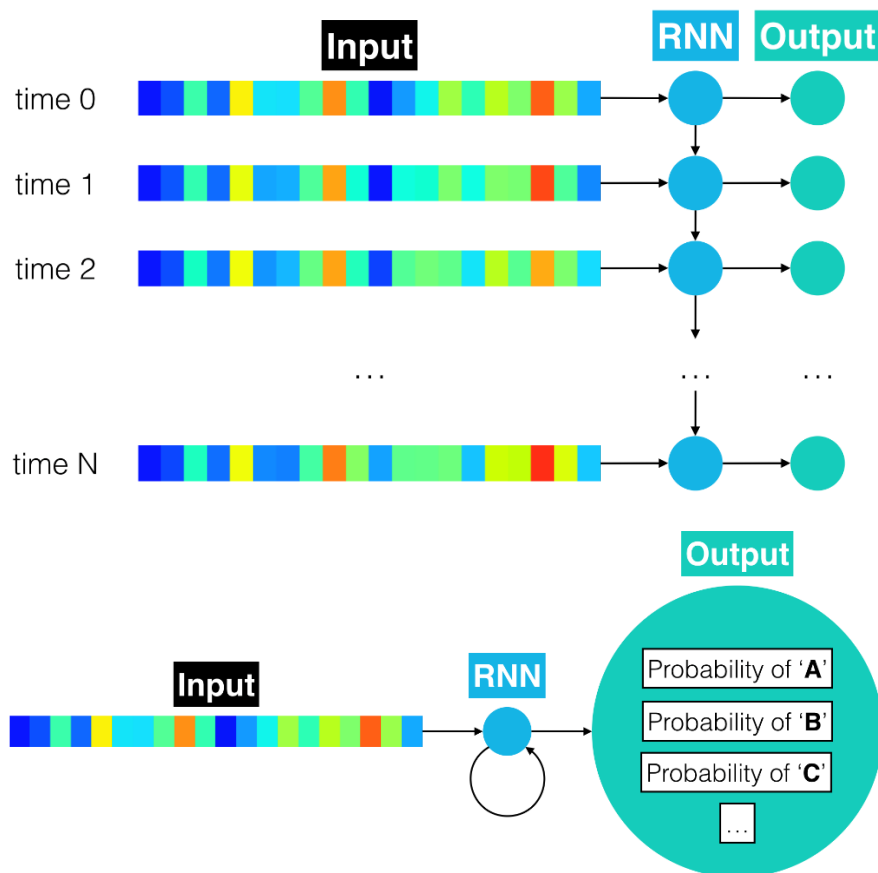 Input RNN Output
time 0
time 1
time 2
... ... ...
time N
Output
Input RNN
Probability of ‘A’
Probability of ‘B’
Probability of ‘C’
...